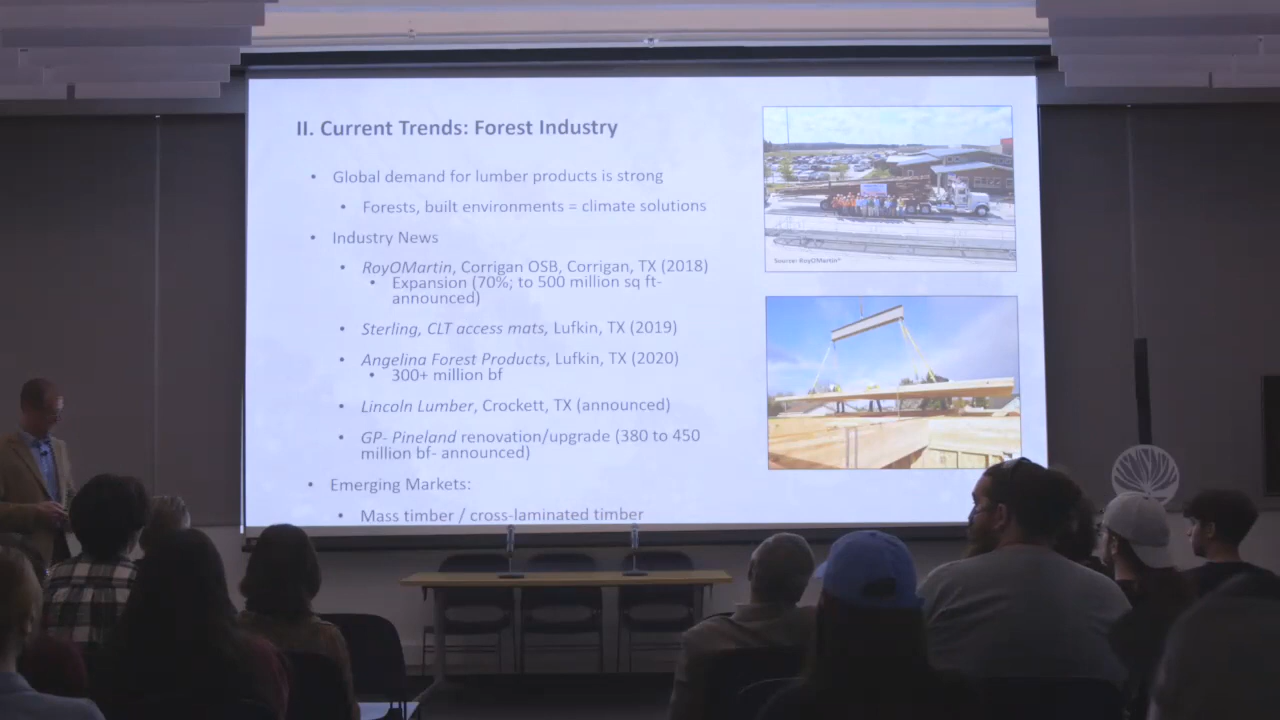 II. Current Trends: Forest Industry
• Global demand for lumber products is strong
• Forests, built environments = climate solutions
• Industry News
• RoyOMartin, Corrigan OSB, Corrigan, TX (2018)
• Expansion (70%; to 500 million sq ft-
announced)
• Sterling, CLT access mats, Lufkin, TX (2019)
• Angelina Forest Products, Lufkin, TX (2020)
• 300+ million bf
• Lincoln Lumber, Crockett, TX (announced)
• GP- Pineland renovation/upgrade (380 to 450
million bf- announced)
• Emerging Markets:
• Mass timber / cross-laminated timber
Source: RoyOMartin